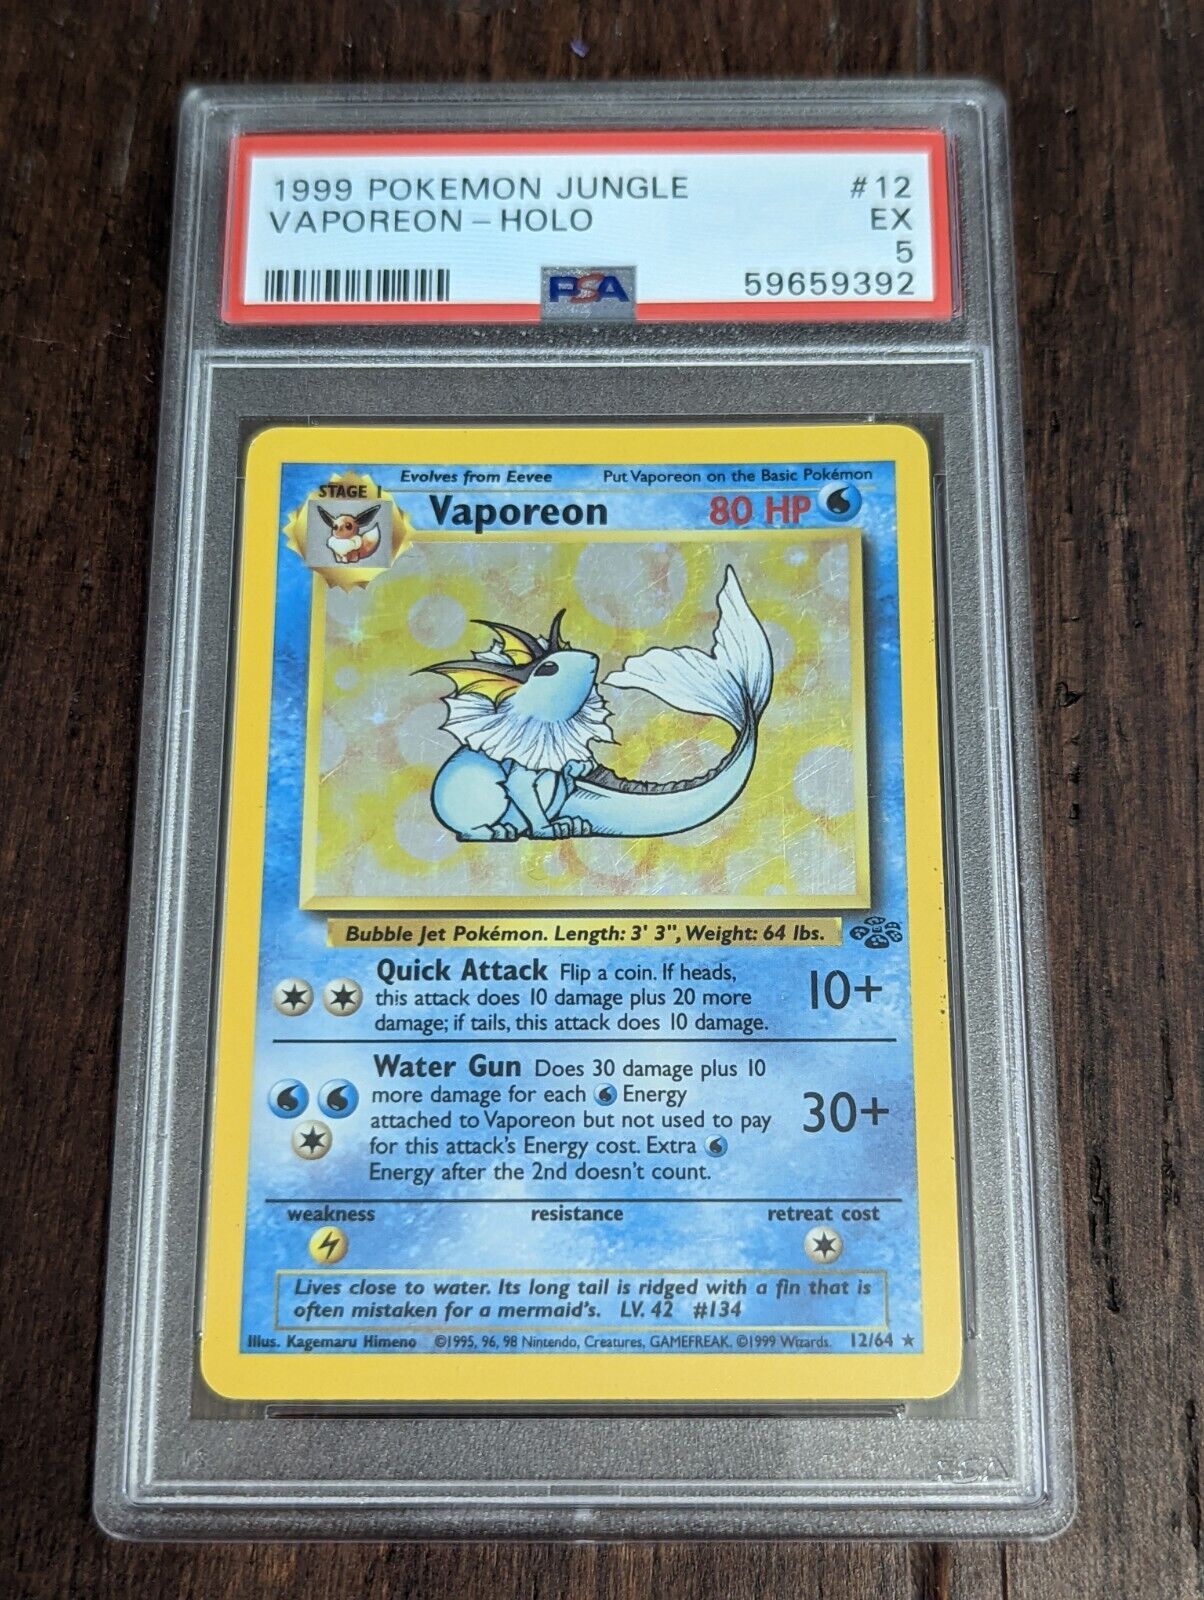 1999 POKEMON JUNGLE #12
VAPOREON - HOLO EX
5
PSA 59659392
Evolves from Eevee Put Vaporeon on the Basic Pokémon
STAGE 1
Vaporeon 80 HP
Bubble Jet Pokémon. Length: 3' 3", Weight: 64 lbs.
Quick Attack Flip a coin. If heads,
this attack does 10 damage plus 20 more 10+
damage; if tails, this attack does 10 damage.
Water Gun Does 30 damage plus 10
more damage for each Energy
attached to Vaporeon but not used to pay 30+
for this attack's Energy cost. Extra
Energy after the 2nd doesn't count.
weakness resistance retreat cost
Lives close to water. Its long tail is ridged with a fin that is
often mistaken for a mermaid's. LV. 42 #134
Illus. Kagemaru Himeno ©1995, 96, 98 Nintendo, Creatures, GAMEFREAK. ©1999 Wizards. 12/64 ★
PSA